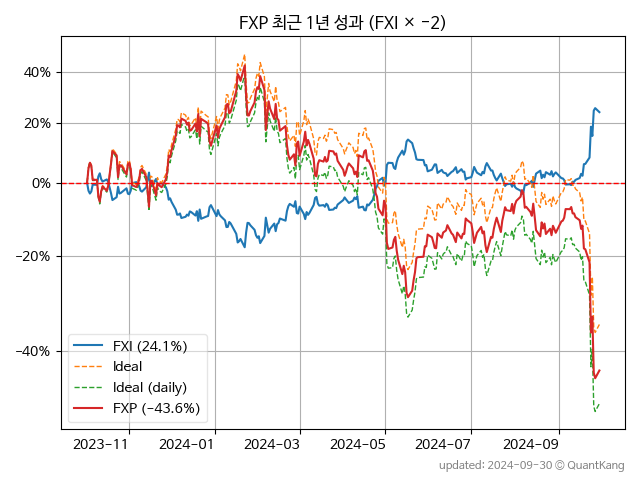 FXP 최근 1년 성과 (FXI × −2)
40%
20%
0%
−20%
−40%
FXI (24.1%)
Ideal
Ideal (daily)
FXP (−43.6%)
2023−11
2024−01
2024−03
2024−05
2024−07
2024−09
updated: 2024-09-30 © QuantKang